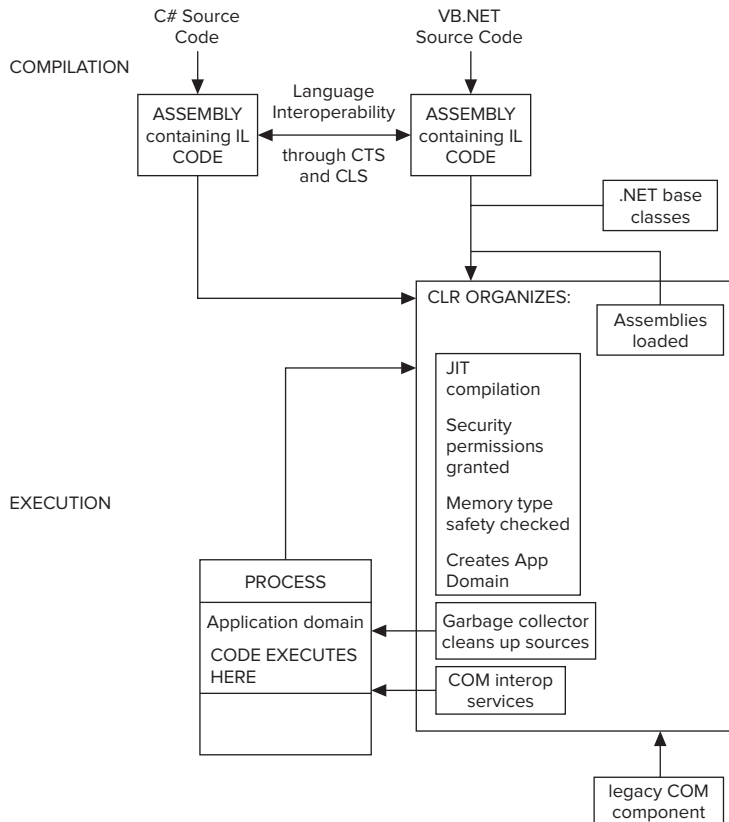 C# Source
Code
VB.NET
Source Code
COMPILATION
ASSEMBLY
containing IL
CODE
Language
Interoperability
through CTS
and CLS
ASSEMBLY
containing IL
CODE
.NET base
classes
CLR ORGANIZES:
Assemblies
loaded
JIT
compilation
Security
permissions
granted
Memory type
safety checked
Creates App
Domain
EXECUTION
PROCESS
Application domain
CODE EXECUTES
HERE
Garbage collector
cleans up sources
COM interop
services
legacy COM
component